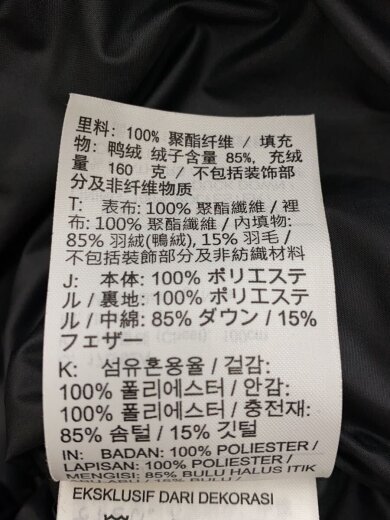 里料: 100% 聚酯纤维 / 填充
物: 鸭绒 绒子含量 85%, 充绒
量 160 克 / 不包括装饰部
分及非纤维物质
T: 表布: 100% 聚酯纖維 / 裡
布: 100% 聚酯纖維 / 內填物:
85% 羽絨(鴨絨), 15% 羽毛 /
不包括装飾部分及非紡織材料
J: 本体: 100% ポリエステ
ル / 裏地: 100% ポリエステ
ル / 中綿: 85% ダウン / 15%
フェザー
K: 섬유혼용율 / 겉감:
100% 폴리에스터 / 안감:
100% 폴리에스터 / 충전재:
85% 솜털 / 15% 깃털
IN: BADAN: 100% POLIESTER /
LAPISAN: 100% POLIESTER /
MENGISI: 85% BULU HALUS ITIK
EKSKLUSIF DARI DEKORASI